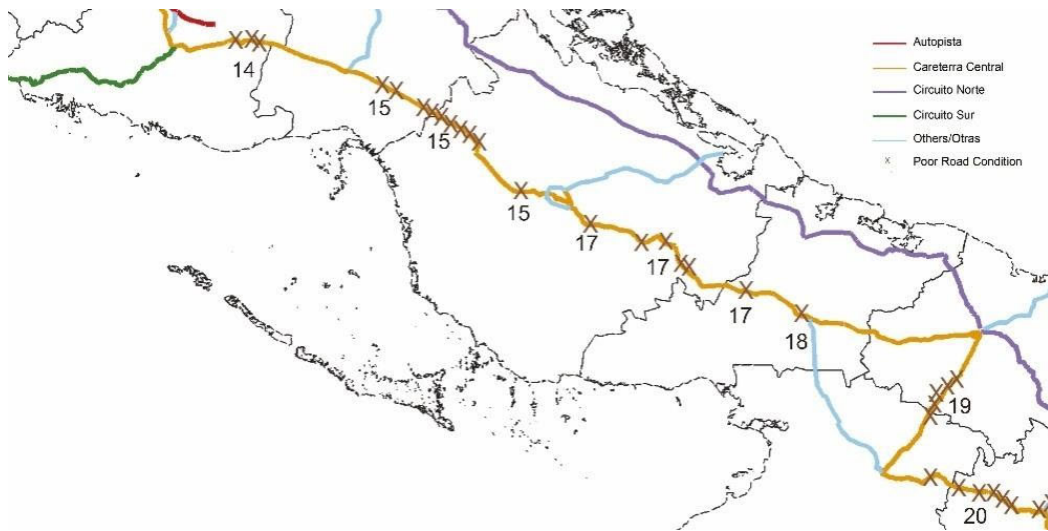 Autopista
Careterra Central
Circuito Norte
Circuito Sur
Others/Otras
x Poor Road Condition
14
15
15
15
17
17
17
18
19
20